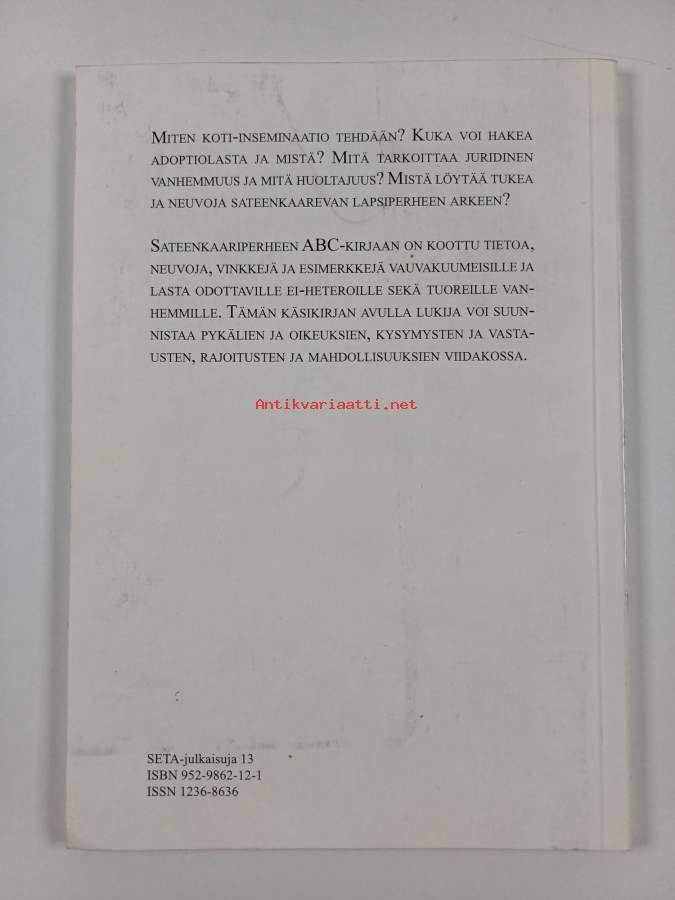 Miten koti-inseminaatio tehdään? Kuka voi hakea
adoptiolasta ja mistä? Mitä tarkoittaa juridinen
vanhemmuus ja mitä huoltajuus? Mistä löytää tukea
ja neuvoja sateenkaarevan lapsiperheen arkeen?
Sateenkaariperheen ABC-kirjaan on koottu tietoa,
neuvoja, vinkkejä ja esimerkkejä vauvakuumeisille ja
lasta odottaville ei-heteroille sekä tuoreille van-
hemmille. Tämän käsikirjan avulla lukija voi suun-
nistaa pykälien ja oikeuksien, kysymysten ja vasta-
usten, rajoitusten ja mahdollisuuksien viidakossa.
Antikvariaatti.net
SETA-julkaisuja 13
ISBN 952-9862-12-1
ISSN 1236-8636